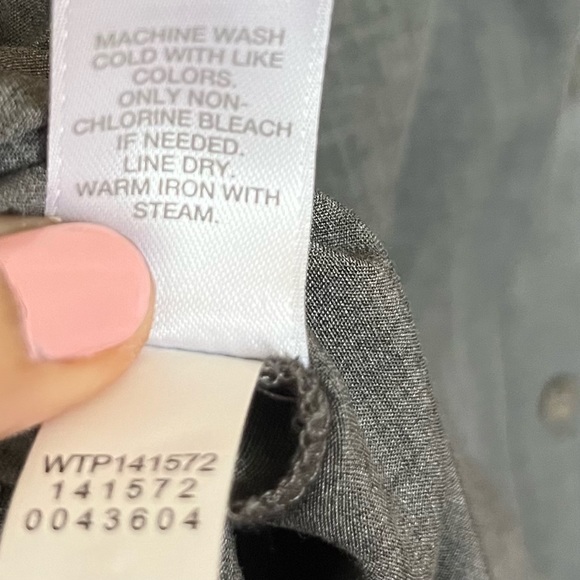 MACHINE WASH
COLD WITH LIKE
COLORS.
ONLY NON-
CHLORINE BLEACH
IF NEEDED.
LINE DRY.
WARM IRON WITH
STEAM.
WTP141572
141572
0043604